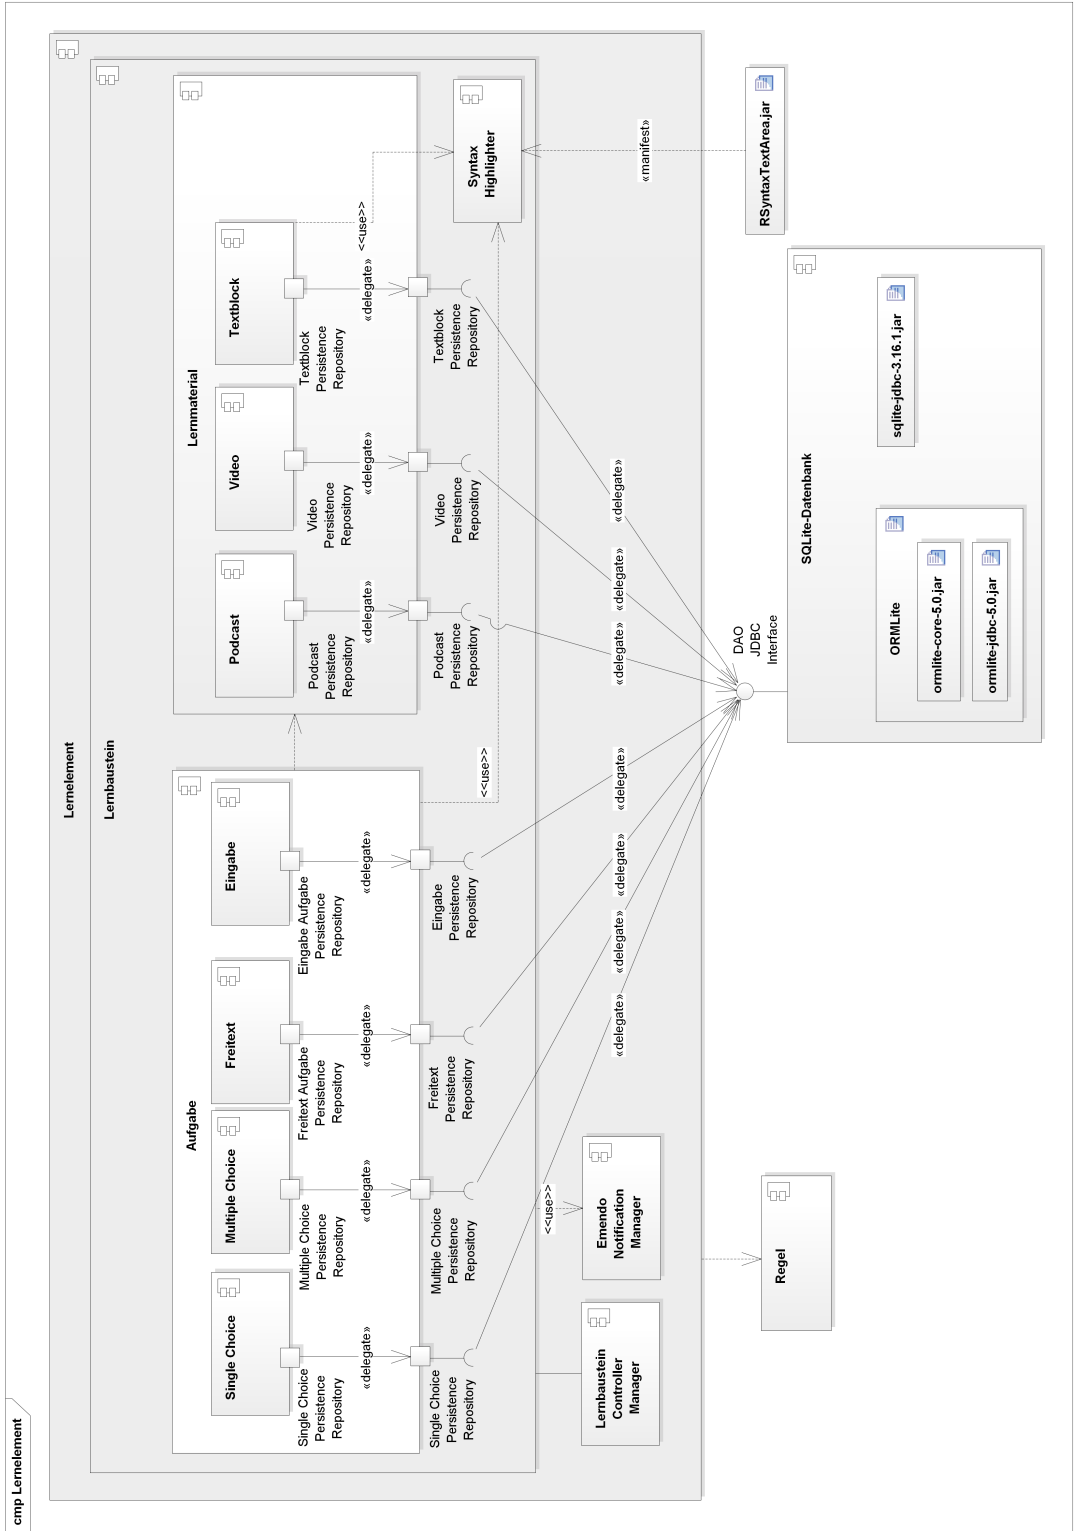 cmp Lernelement
Lernelement
Lernbaustein
Aufgabe
Single Choice
Multiple Choice
Freitext
Eingabe
Single Choice
Persistence
Repository
Multiple Choice
Persistence
Repository
Freitext Aufgabe
Persistence
Repository
Eingabe Aufgabe
Persistence
Repository
«delegate»
«delegate»
«delegate»
«delegate»
Single Choice
Persistence
Repository
Multiple Choice
Persistence
Repository
Freitext
Persistence
Repository
Eingabe
Persistence
Repository
Lernmaterial
Podcast
Video
Textblock
Podcast
Persistence
Repository
Video
Persistence
Repository
Textblock
Persistence
Repository
«delegate»
«delegate»
«delegate»
<<use>>
Podcast
Persistence
Repository
Video
Persistence
Repository
Textblock
Persistence
Repository
Syntax
Highlighter
<<use>>
<<use>>
Lernbaustein
Controller
Manager
Emendo
Notification
Manager
«delegate»
«delegate»
«delegate»
«delegate»
«delegate»
«delegate»
«delegate»
«manifest»
RSyntaxTextArea.jar
Regel
DAO
JDBC
Interface
SQLite-Datenbank
ORMLite
ormlite-core-5.0.jar
ormlite-jdbc-5.0.jar
sqlite-jdbc-3.16.1.jar